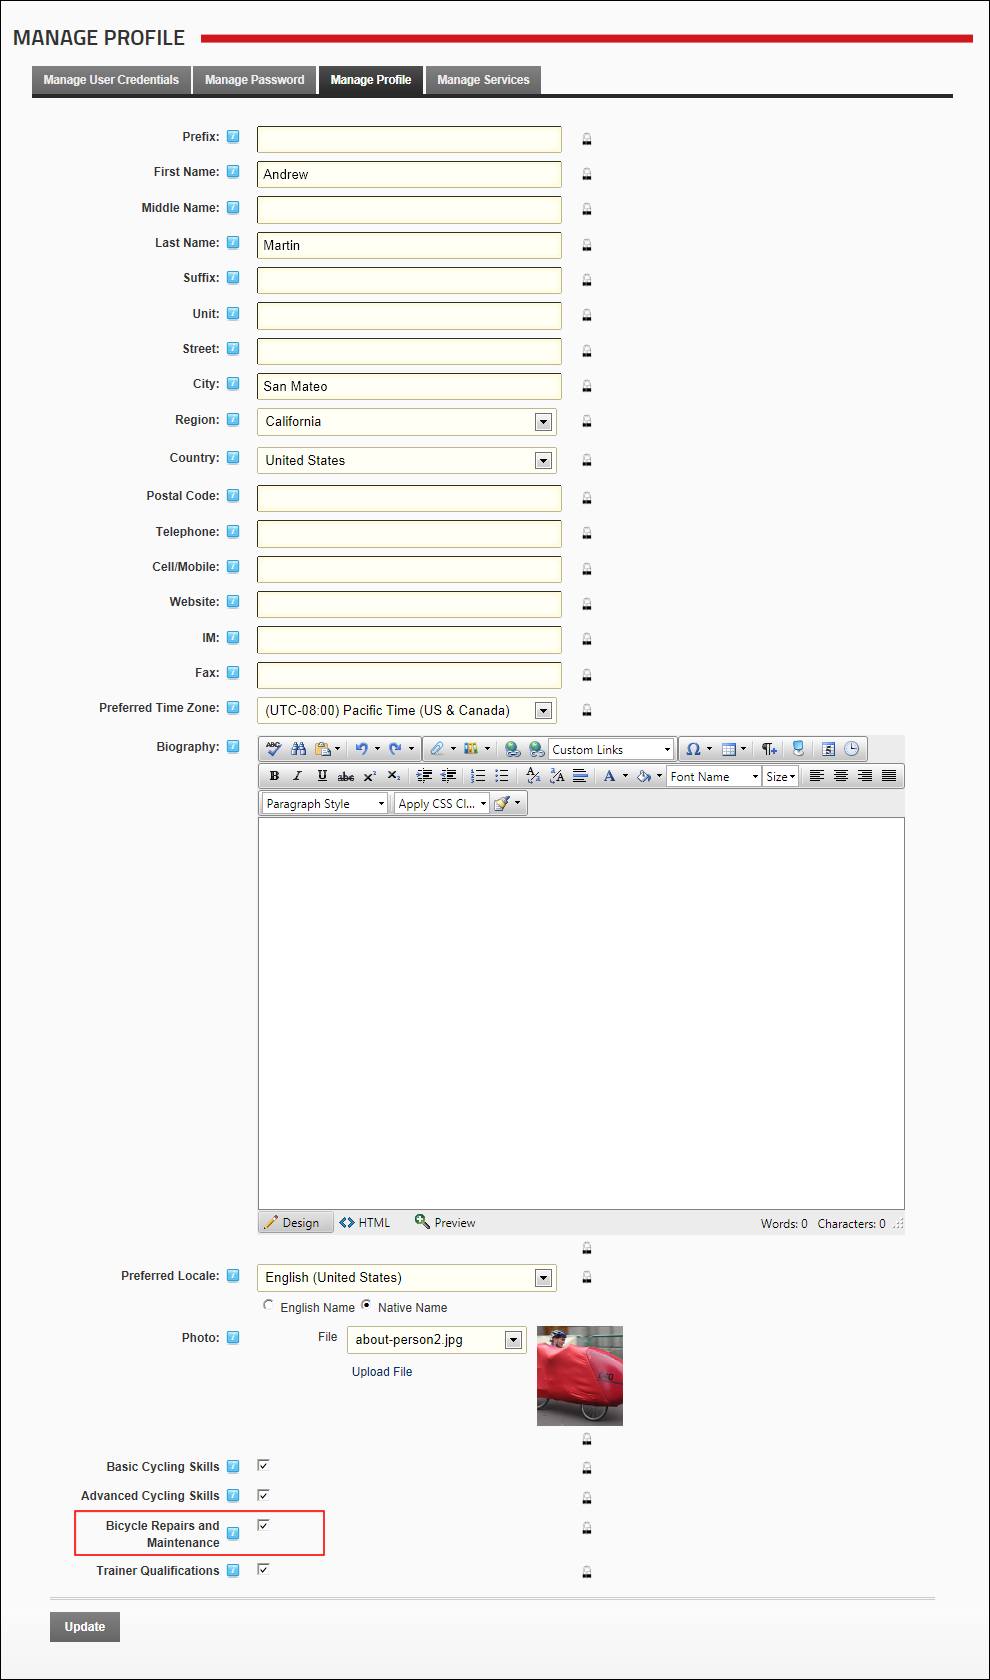 MANAGE PROFILE
Manage User Credentials Manage Password Manage Profile Manage Services
Prefix:
First Name: Andrew
Middle Name:
Last Name: Martin
Suffix:
Unit:
Street:
City: San Mateo
Region: California
Country: United States
Postal Code:
Telephone:
Cell/Mobile:
Website:
IM:
Fax:
Preferred Time Zone: (UTC-08:00) Pacific Time (US & Canada)
Biography: Custom Links
Font Name Size
Paragraph Style Apply CSS Cl...
Design HTML Preview Words: 0 Characters: 0
Preferred Locale: English (United States)
English Name Native Name
Photo: File about-person2.jpg
Upload File
Basic Cycling Skills
Advanced Cycling Skills
Bicycle Repairs and
Maintenance
Trainer Qualifications
Update